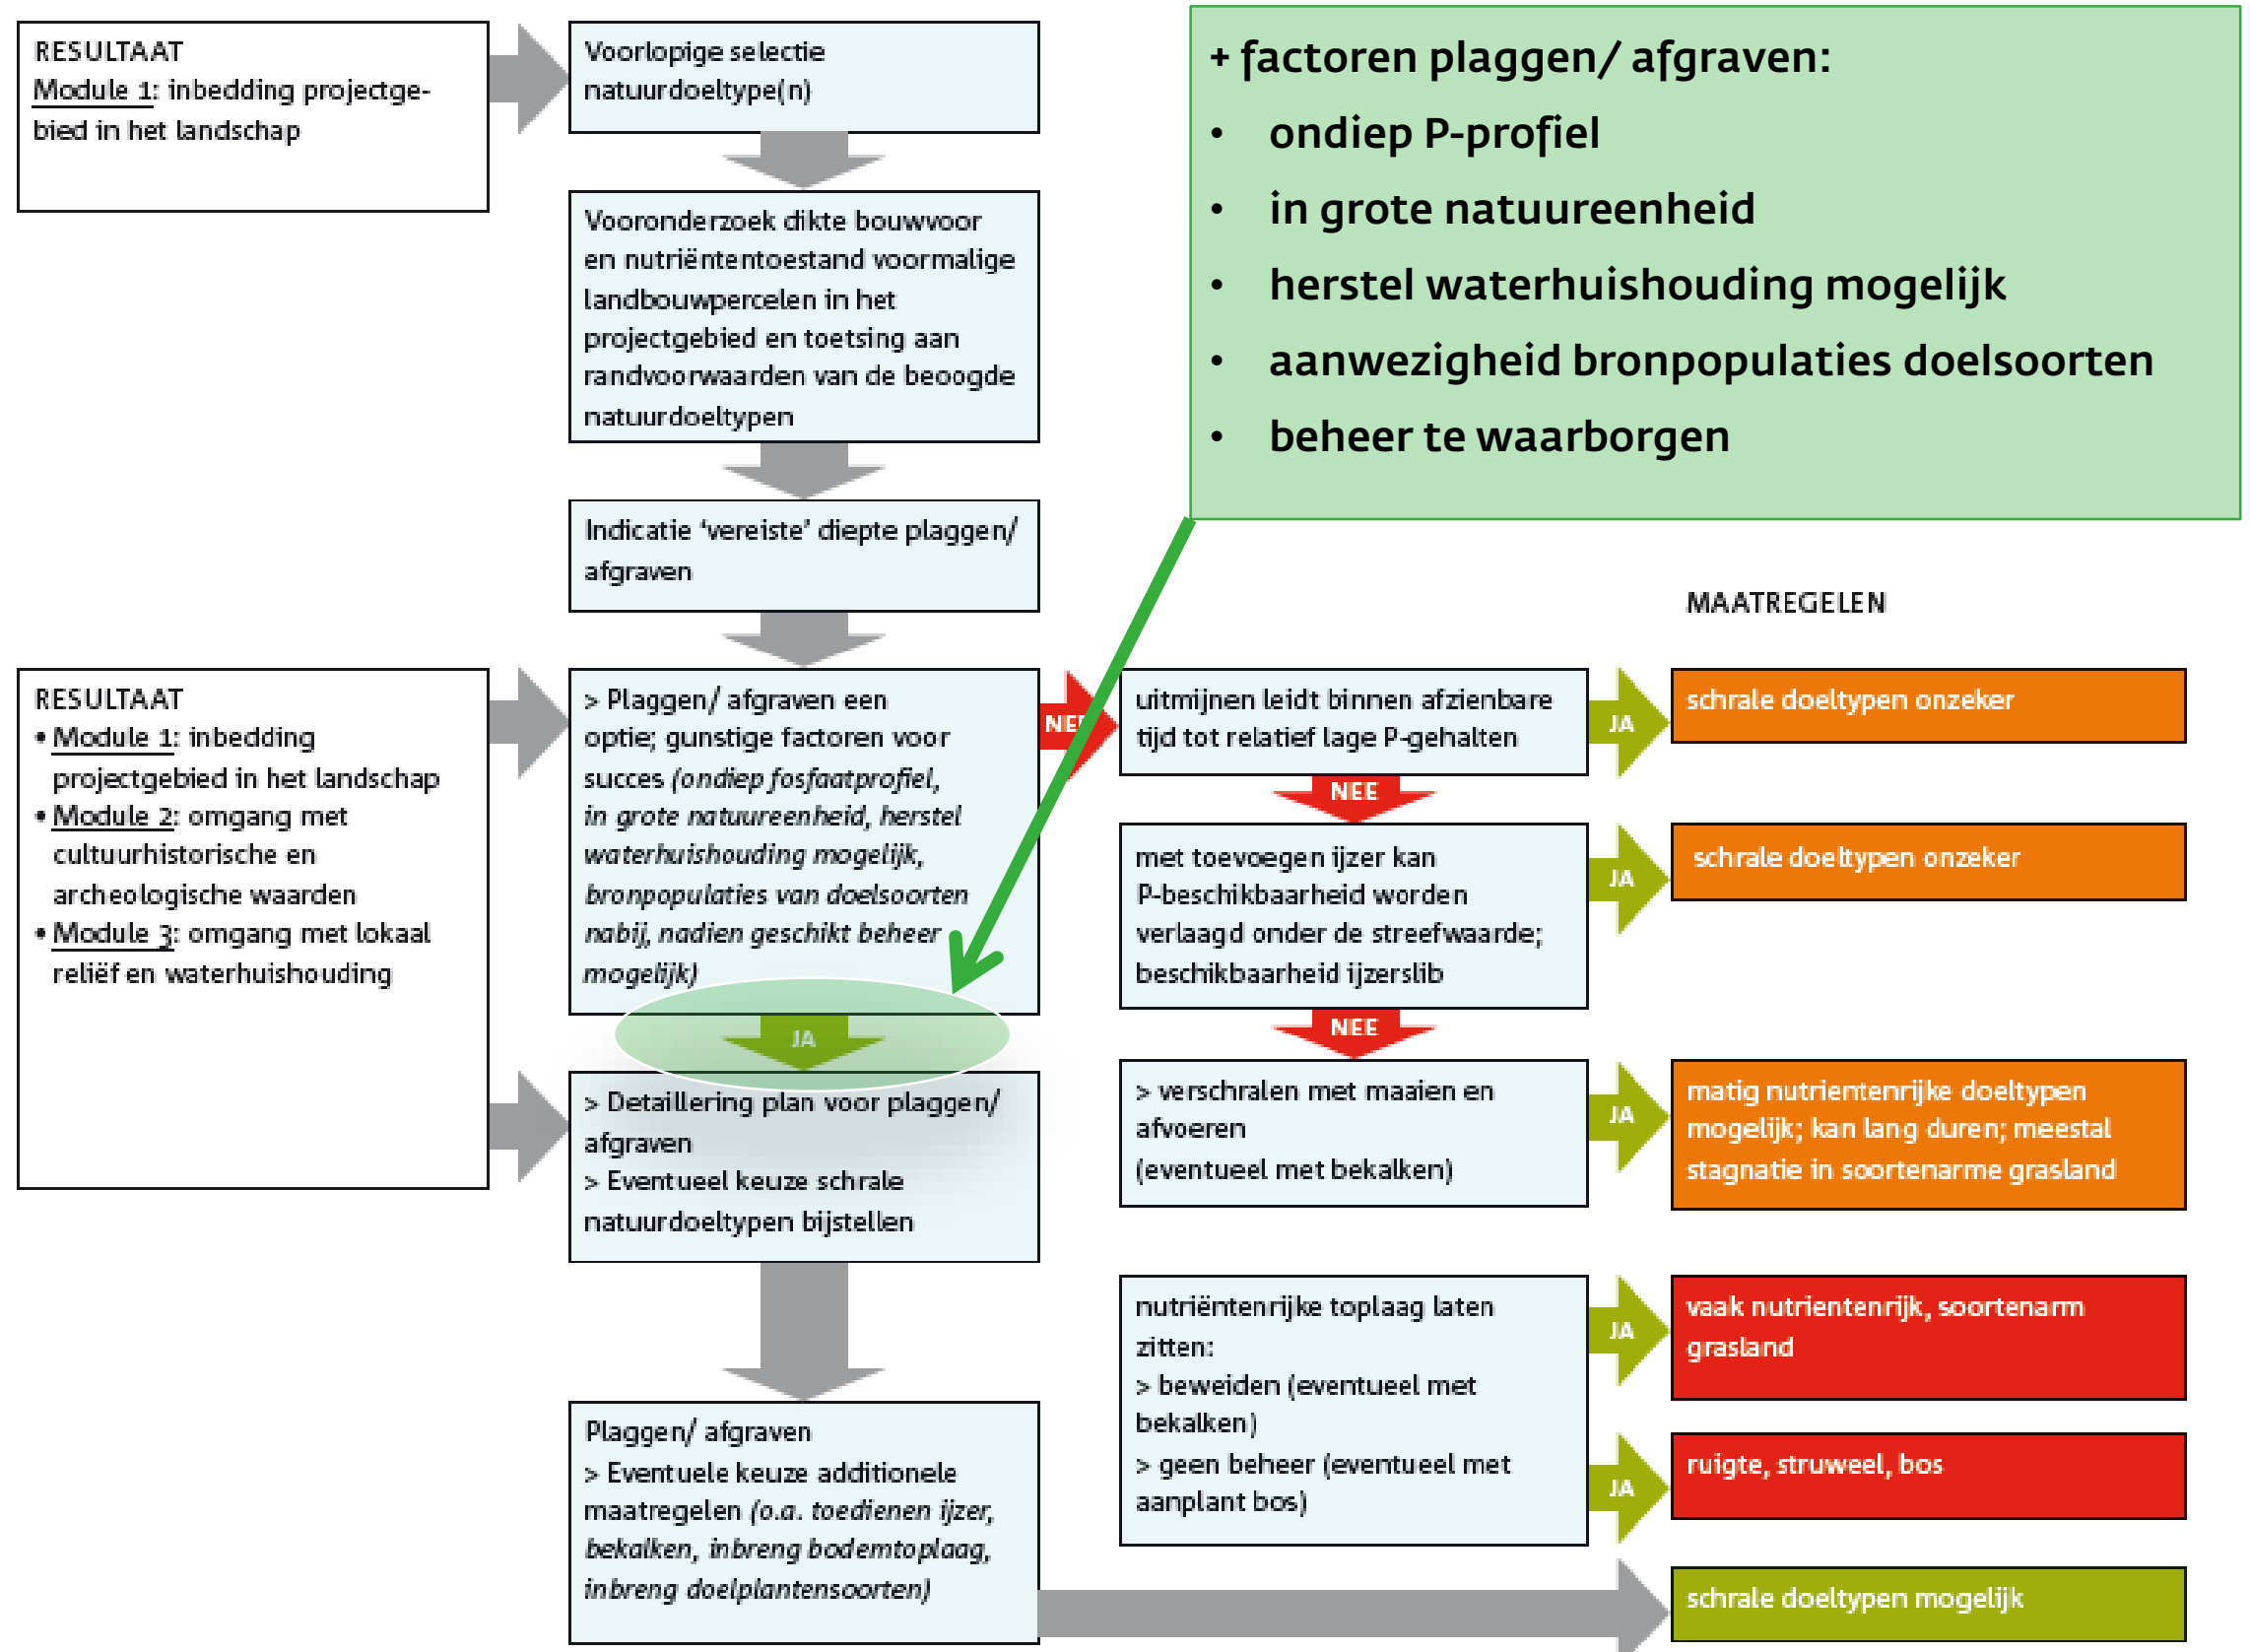 RESULTAAT
Module 1: inbedding projectge-
bied in het landschap
Voorlopige selectie
natuurdoeltype(n)
Vooronderzoek dikte bouwvoor
en nutriëntentoestand voormalige
landbouwpercelen in het
projectgebied en toetsing aan
randvoorwaarden van de beoogde
natuurdoeltypen
Indicatie ‘vereiste’ diepte plaggen/
afgraven
+ factoren plaggen/ afgraven:
• ondiep P-profiel
• in grote natuureenheid
• herstel waterhuishouding mogelijk
• aanwezigheid bronpopulaties doelsoorten
• beheer te waarborgen
MAATREGELEN
RESULTAAT
• Module 1: inbedding
projectgebied in het landschap
• Module 2: omgang met
cultuurhistorische en
archeologische waarden
• Module 3: omgang met lokaal
reliëf en waterhuishouding
> Plaggen/ afgraven een
optie; gunstige factoren voor
succes (ondiep fosfaatprofiel,
in grote natuureenheid, herstel
waterhuishouding mogelijk,
bronpopulaties van doelsoorten
nabij, nadien geschikt beheer
mogelijk)
NEE
uitmijnen leidt binnen afzienbare
tijd tot relatief lage P-gehalten
JA
schrale doeltypen onzeker
NEE
met toevoegen ijzer kan
P-beschikbaarheid worden
verlaagd onder de streefwaarde;
beschikbaarheid ijzerslib
JA
schrale doeltypen onzeker
NEE
JA
> Detaillering plan voor plaggen/
afgraven
> Eventueel keuze schrale
natuurdoeltypen bijstellen
> verschralen met maaien en
afvoeren
(eventueel met bekalken)
JA
matig nutrientenrijke doeltypen
mogelijk; kan lang duren; meestal
stagnatie in soortenarme grasland
nutriëntenrijke toplaag laten
zitten:
> beweiden (eventueel met
bekalken)
> geen beheer (eventueel met
aanplant bos)
JA
vaak nutrientenrijk, soortenarm
grasland
JA
ruigte, struweel, bos
Plaggen/ afgraven
> Eventuele keuze additionele
maatregelen (o.a. toedienen ijzer,
bekalken, inbreng bodemtoplaag,
inbreng doelplantensoorten)
schrale doeltypen mogelijk